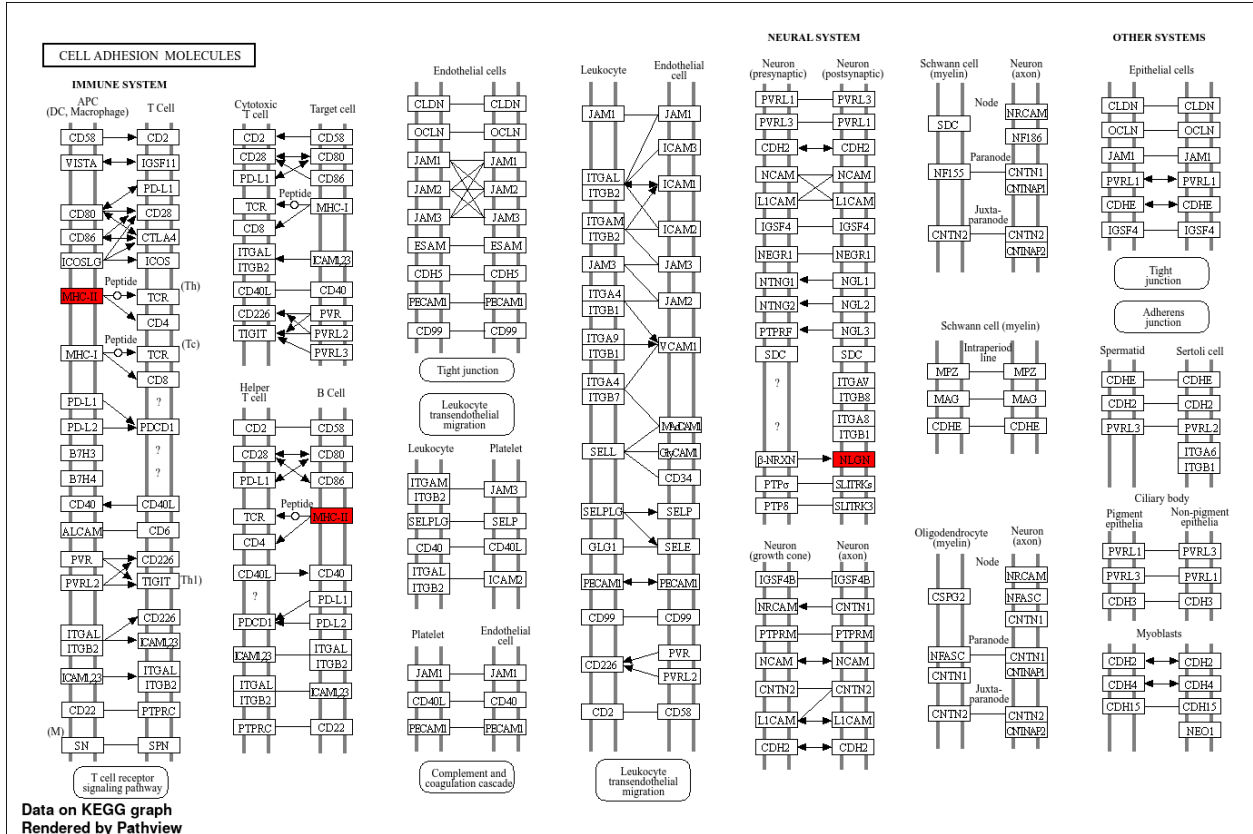 CELL ADHESION MOLECULES
IMMUNE SYSTEM
APC
(DC, Macrophage)
T Cell
CD58
CD2
VISTA
IGSF11
PD-L1
CD80
CD28
CD86
CTLA4
ICOSLG
ICOS
(Th)
Peptide
MHC-II
TCR
CD4
(Tc)
Peptide
MHC-I
TCR
CD8
PD-L1
?
PD-L2
PDCD1
B7H3
?
B7H4
?
CD40
CD40L
ALCAM
CD6
PVR
CD226
PVRL2
TIGIT
Th1)
CD226
ITGAL
ITGB2
ICAM1,2,3
ICAM1,2,3
ITGAL
ITGB2
CD22
PTPRC
(M)
SN
SPN
T cell receptor
signaling pathway
Cytotoxic
T cell
Target cell
CD2
CD58
CD28
CD80
PD-L1
CD86
Peptide
TCR
MHC-I
CD8
ITGAL
ITGB2
ICAM1,2,3
CD40L
CD40
CD226
PVR
TIGIT
PVRL2
PVRL3
Helper
T cell
B Cell
CD2
CD58
CD28
CD80
PD-L1
CD86
Peptide
TCR
MHC-II
CD4
CD40L
CD40
?
PD-L1
PDCD1
PD-L2
ICAM1,2,3
ITGAL
ITGB2
ITGAL
ITGB2
ICAM1,2,3
PTPRC
CD22
Endothelial cells
CLDN
CLDN
OCLN
OCLN
JAM1
JAM1
JAM2
JAM2
JAM3
JAM3
ESAM
ESAM
CDH5
CDH5
PECAM1
PECAM1
CD99
CD99
Tight junction
Leukocyte
transendothelial
migration
Leukocyte
Platelet
ITGAM
ITGB2
JAM3
SELPLG
SELP
CD40
CD40L
ITGAL
ITGB2
ICAM2
Platelet
Endothelial
cell
JAM1
JAM1
CD40L
CD40
PECAM1
PECAM1
Complement and
coagulation cascade
Leukocyte
Endothelial
cell
JAM1
JAM1
ICAM3
ITGAL
ITGB2
ICAM1
ITGAM
ITGB2
ICAM2
JAM3
JAM3
ITGA4
ITGB1
JAM2
ITGA9
ITGB1
VCAM1
ITGA4
ITGB7
MAdCAM1
SELL
GlyCAM1
CD34
SELPLG
SELP
GLG1
SELE
PECAM1
PECAM1
CD99
CD99
PVR
CD226
PVRL2
CD2
CD58
Leukocyte
transendothelial
migration
NEURAL SYSTEM
Neuron
(presynaptic)
Neuron
(postsynaptic)
PVRL1
PVRL3
PVRL3
PVRL1
CDH2
CDH2
NCAM
NCAM
L1CAM
L1CAM
IGSF4
IGSF4
NEGR1
NEGR1
NTNG1
NGL1
NTNG2
NGL2
PTPRF
NGL3
SDC
SDC
?
ITGAV
ITGB8
?
ITGA8
ITGB1
β-NRXN
NLGN
PTPσ
SLITRKs
PTPδ
SLITRK3
Neuron
(growth cone)
Neuron
(axon)
IGSF4B
IGSF4B
NRCAM
CNTN1
PTPRM
PTPRM
NCAM
NCAM
CNTN2
CNTN2
L1CAM
L1CAM
CDH2
CDH2
Schwann cell
(myelin)
Neuron
(axon)
Node
NRCAM
SDC
NF186
Paranode
NF155
CNTN1
CNTNAP1
Juxta-
paranode
CNTN2
CNTN2
CNTNAP2
Schwann cell (myelin)
Intraperiod
line
MPZ
MPZ
MAG
MAG
CDHE
CDHE
Oligodendrocyte
(myelin)
Neuron
(axon)
Node
NRCAM
CSPG2
NFASC
CNTN1
Paranode
NFASC
CNTN1
CNTN1
CNTNAP1
Juxta-
paranode
CNTN2
CNTN2
CNTNAP2
OTHER SYSTEMS
Epithelial cells
CLDN
CLDN
OCLN
OCLN
JAM1
JAM1
PVRL1
PVRL1
CDHE
CDHE
IGSF4
IGSF4
Tight
junction
Adherens
junction
Spermatid
Sertoli cell
CDHE
CDHE
CDH2
CDH2
PVRL3
PVRL2
ITGA6
ITGB1
Ciliary body
Pigment
epithelia
Non-pigment
epithelia
PVRL1
PVRL3
PVRL3
PVRL1
CDH3
CDH3
Myoblasts
CDH2
CDH2
CDH4
CDH4
CDH15
CDH15
NEO1
Data on KEGG graph
Rendered by Pathview